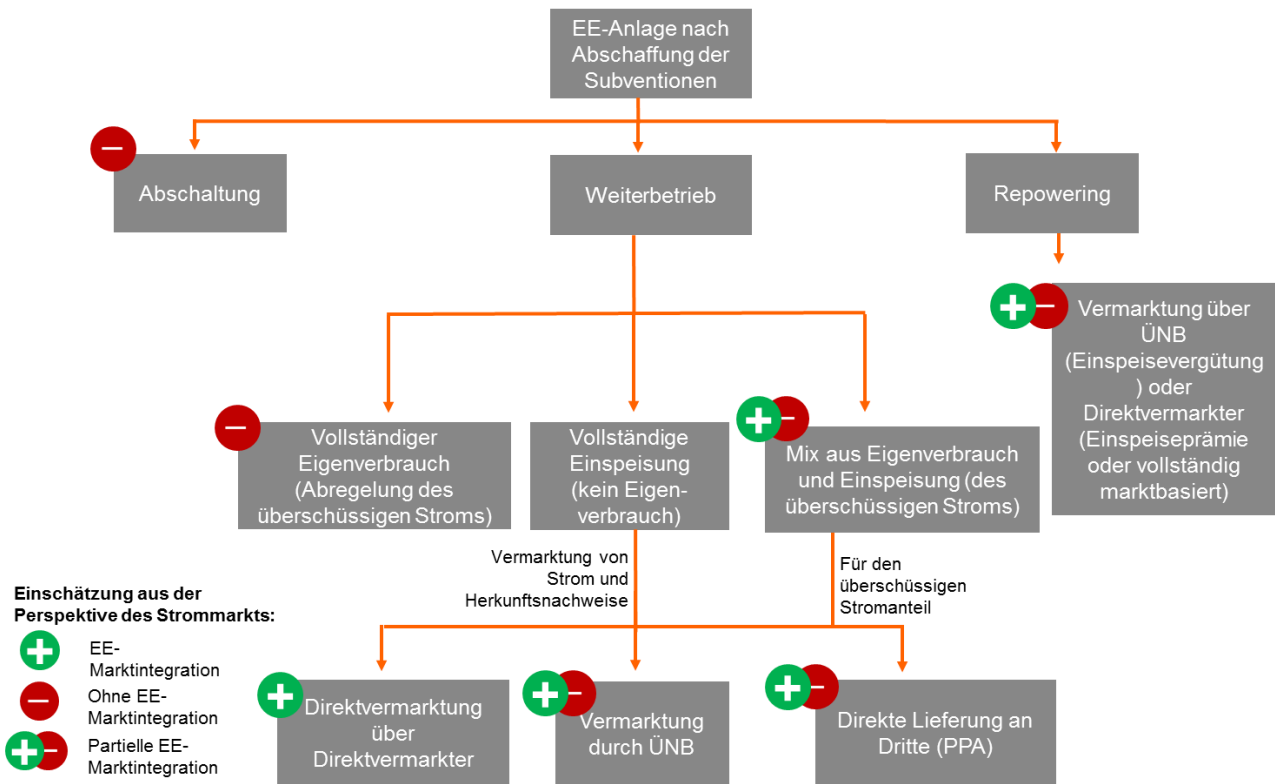 EE-Anlage nach
Abschaffung der
Subventionen
Abschaltung
Weiterbetrieb
Repowering
Vermarktung über
ÜNB
(Einspeisevergütung
) oder
Direktvermarkter
(Einspeiseprämie
oder vollständig
marktbasiert)
Vollständiger
Eigenverbrauch
(Abregelung des
überschüssigen Stroms)
Vollständige
Einspeisung
(kein Eigen-
verbrauch)
Mix aus Eigenverbrauch
und Einspeisung (des
überschüssigen Stroms)
Vermarktung von
Strom und
Herkunftsnachweise
Für den
überschüssigen
Stromanteil
Einschätzung aus der
Perspektive des Strommarkts:
EE-
Marktintegration
Ohne EE-
Marktintegration
Partielle EE-
Marktintegration
Direktvermarktung
über
Direktvermarkter
Vermarktung
durch ÜNB
Direkte Lieferung an
Dritte (PPA)